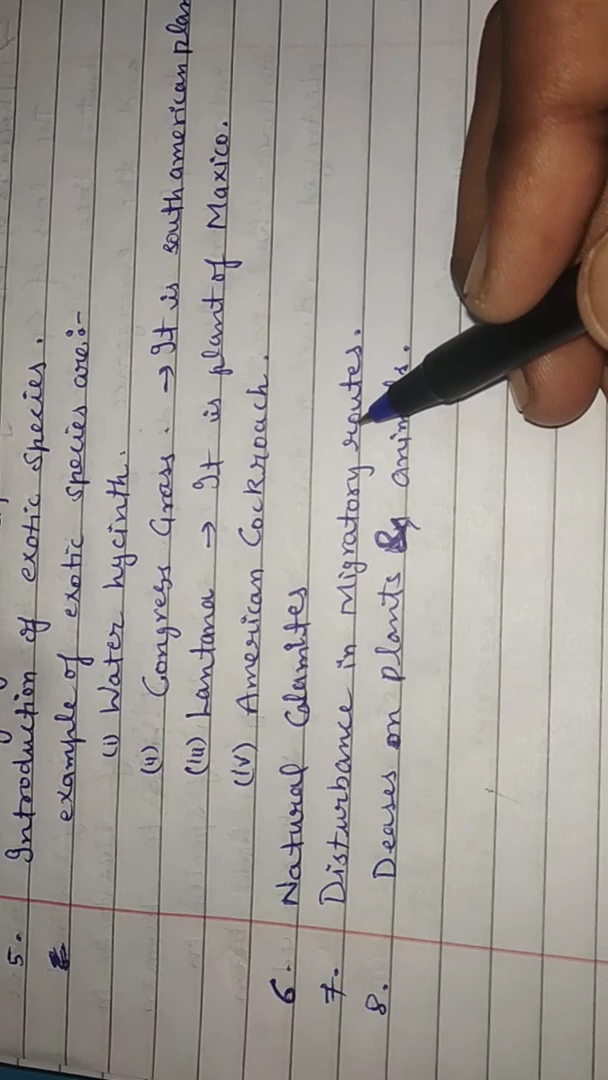 5. Introduction of exotic species.
example of exotic species are:-
(i) Water hycinth.
(ii) Congress Grass. → It is south american plan
(iii) Lantana → It is plant of Maxico.
(iv) American Cockroach.
6. Natural Calamites
7. Disturbance in Migratory routes.
8. Deases on plants & animals.